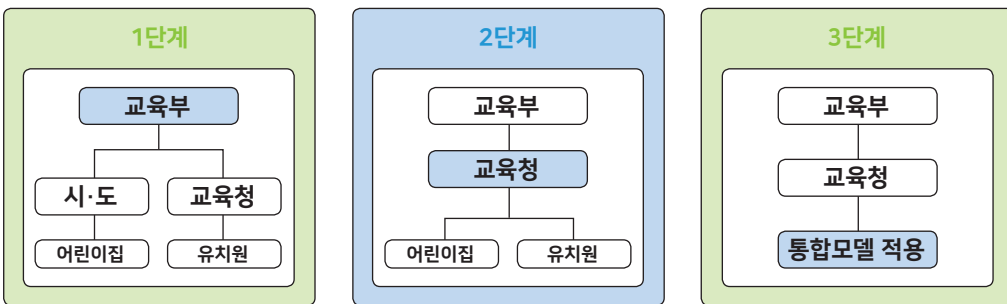 1단계
교육부
시·도
교육청
어린이집
유치원
2단계
교육부
교육청
어린이집
유치원
3단계
교육부
교육청
통합모델 적용